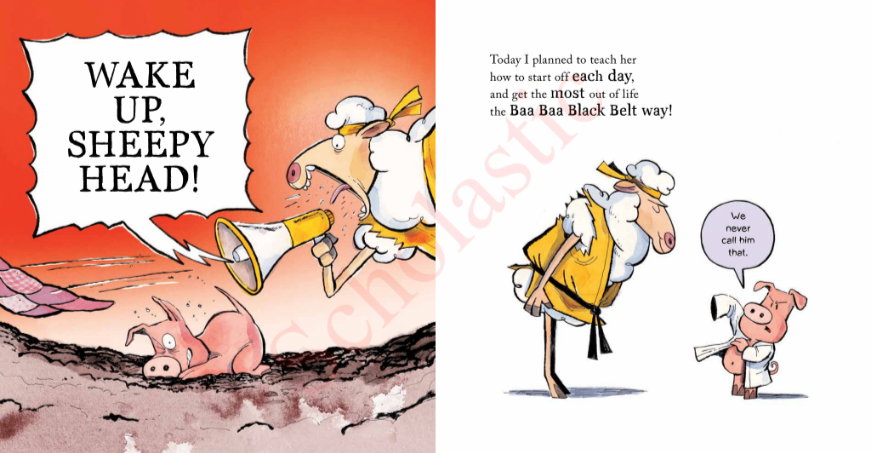 WAKE
UP,
SHEEPY
HEAD!
Today I planned to teach her
how to start off each day,
and get the most out of life
the Baa Baa Black Belt way!
We
never
call him
that.
Scholastic